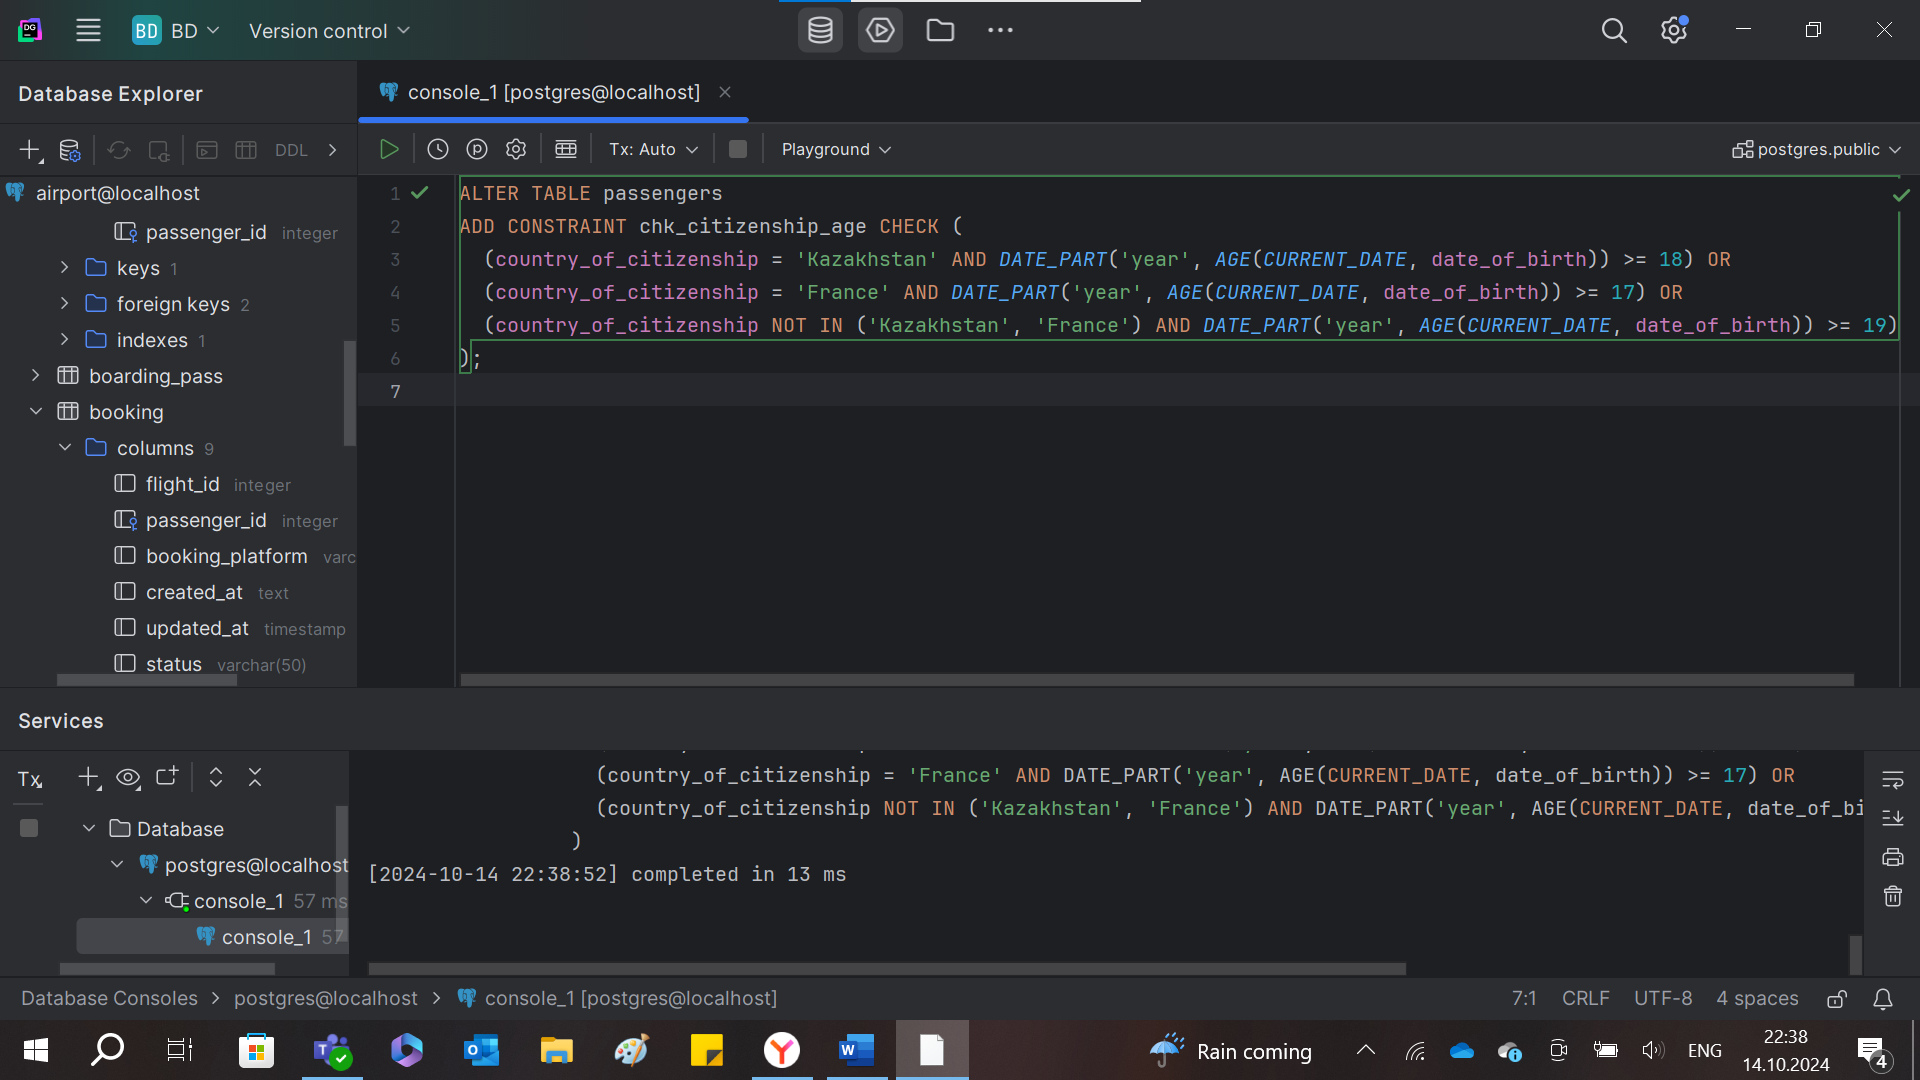 BD BD Version control
Database Explorer
console_1 [postgres@localhost]
DDL
Tx: Auto
Playground
postgres.public
airport@localhost
passenger_id integer
keys 1
foreign keys 2
indexes 1
boarding_pass
booking
columns 9
flight_id integer
passenger_id integer
booking_platform varc
created_at text
updated_at timestamp
status varchar(50)
1 ALTER TABLE passengers
2 ADD CONSTRAINT chk_citizenship_age CHECK (
3 (country_of_citizenship = 'Kazakhstan' AND DATE_PART('year', AGE(CURRENT_DATE, date_of_birth)) >= 18) OR
4 (country_of_citizenship = 'France' AND DATE_PART('year', AGE(CURRENT_DATE, date_of_birth)) >= 17) OR
5 (country_of_citizenship NOT IN ('Kazakhstan', 'France') AND DATE_PART('year', AGE(CURRENT_DATE, date_of_birth)) >= 19)
6 );
7
Services
Tx
Database
postgres@localhost
console_1 57 ms
console_1 57
(country_of_citizenship = 'France' AND DATE_PART('year', AGE(CURRENT_DATE, date_of_birth)) >= 17) OR
(country_of_citizenship NOT IN ('Kazakhstan', 'France') AND DATE_PART('year', AGE(CURRENT_DATE, date_of_bi
)
[2024-10-14 22:38:52] completed in 13 ms
Database Consoles > postgres@localhost > console_1 [postgres@localhost]
7:1 CRLF UTF-8 4 spaces
Rain coming
ENG
22:38
14.10.2024
4